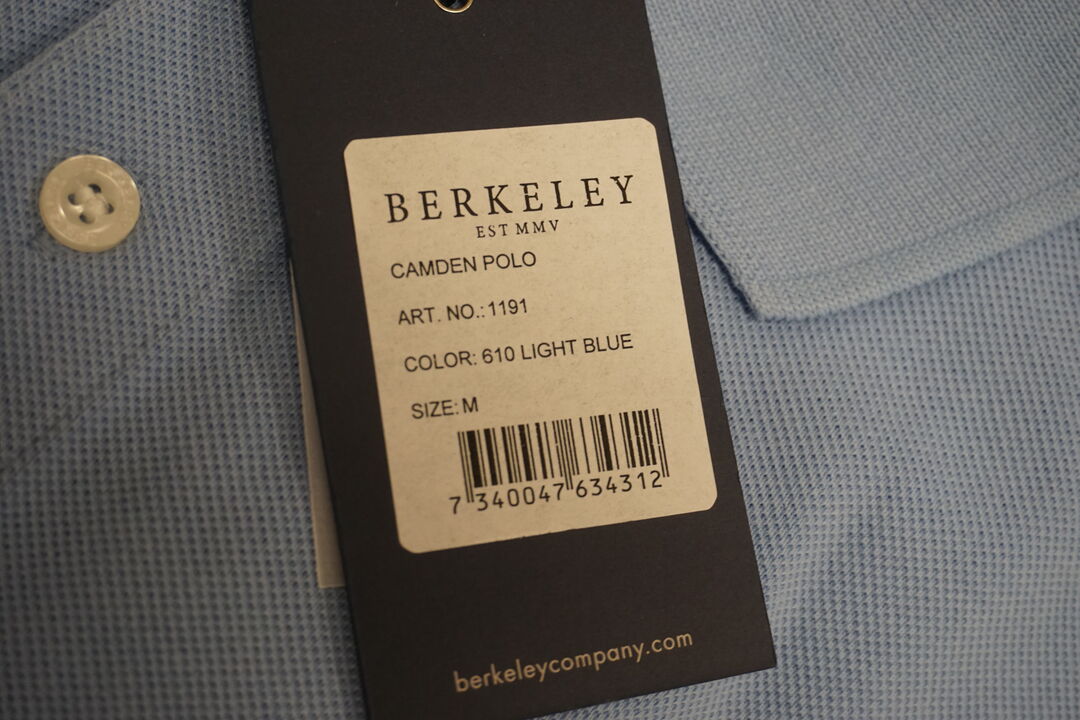 BERKELEY
EST MMV
CAMDEN POLO
ART. NO.: 1191
COLOR: 610 LIGHT BLUE
SIZE: M
7 340047 634312
berkeleycompany.com